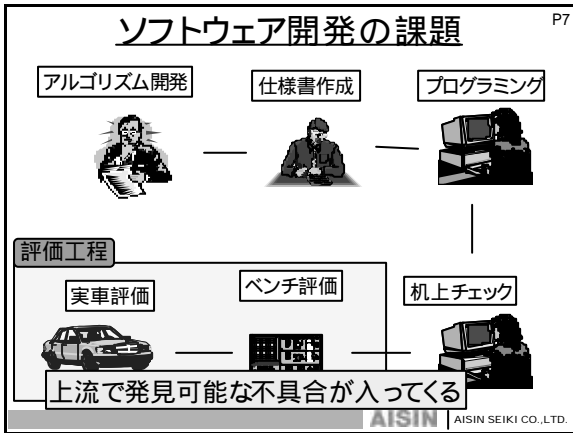 P7
ソフトウェア開発の課題
アルゴリズム開発
仕様書作成
プログラミング
評価工程
実車評価
ベンチ評価
机上チェック
上流で発見可能な不具合が入ってくる
AISIN
AISIN SEIKI CO.,LTD.